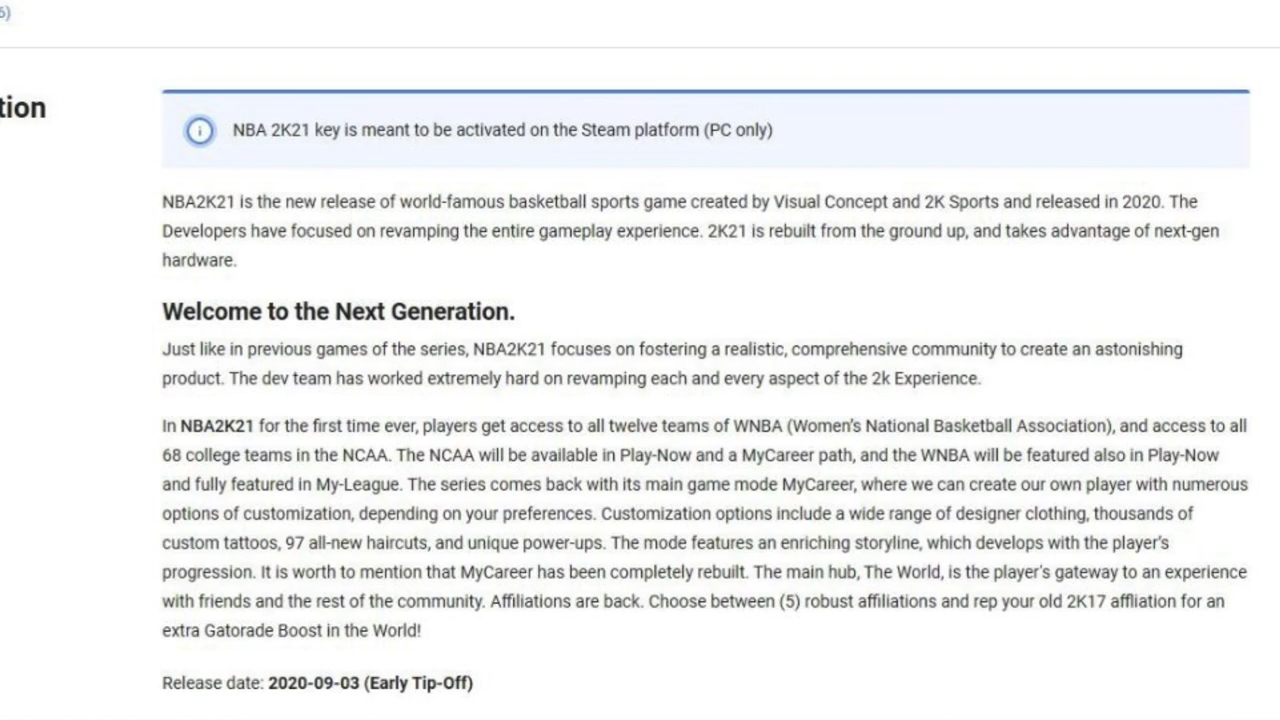 6)
tion
NBA 2K21 key is meant to be activated on the Steam platform (PC only)
NBA2K21 is the new release of world-famous basketball sports game created by Visual Concept and 2K Sports and released in 2020. The
Developers have focused on revamping the entire gameplay experience. 2K21 is rebuilt from the ground up, and takes advantage of next-gen
hardware.
Welcome to the Next Generation.
Just like in previous games of the series, NBA2K21 focuses on fostering a realistic, comprehensive community to create an astonishing
product. The dev team has worked extremely hard on revamping each and every aspect of the 2k Experience.
In NBA2K21 for the first time ever, players get access to all twelve teams of WNBA (Women's National Basketball Association), and access to all
68 college teams in the NCAA. The NCAA will be available in Play-Now and a MyCareer path, and the WNBA will be featured also in Play-Now
and fully featured in My-League. The series comes back with its main game mode MyCareer, where we can create our own player with numerous
options of customization, depending on your preferences. Customization options include a wide range of designer clothing, thousands of
custom tattoos, 97 all-new haircuts, and unique power-ups. The mode features an enriching storyline, which develops with the player's
progression. It is worth to mention that MyCareer has been completely rebuilt. The main hub, The World, is the player's gateway to an experience
with friends and the rest of the community. Affiliations are back. Choose between (5) robust affiliations and rep your old 2K17 affliation for an
extra Gatorade Boost in the World!
Release date: 2020-09-03 (Early Tip-Off)